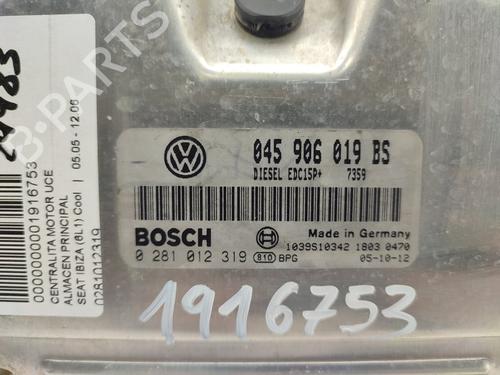 045 906 019 BS
DIESEL EDC15P+ 7359
BOSCH
Made in Germany
1039S10342 1803 0470
0 281 012 319 810 BPG 05-10-12
1916753
0000000001916753
CENTRALITA MOTOR UCE
ALMACEN PRINCIPAL
SEAT IBIZA (6L1) Cool | 05.05 - 12.06
0281012319
B-PARTS